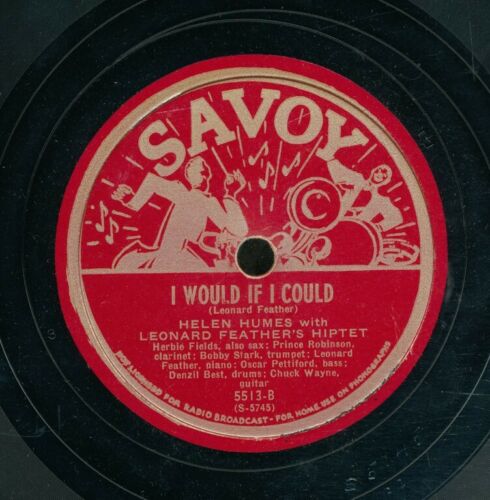 SAVOY
C
I WOULD IF I COULD
(Leonard Feather)
HELEN HUMES with
LEONARD FEATHER'S HIPTET
Herbie Fields, also sax; Prince Robinson,
clarinet; Bobby Stark, trumpet; Leonard
Feather, piano; Oscar Pettiford, bass;
Denzil Best, drums; Chuck Wayne,
guitar
5513-B
(S-5745)
NOT LICENSED FOR RADIO BROADCAST-FOR HOME USE ON PHONOGRAPHS